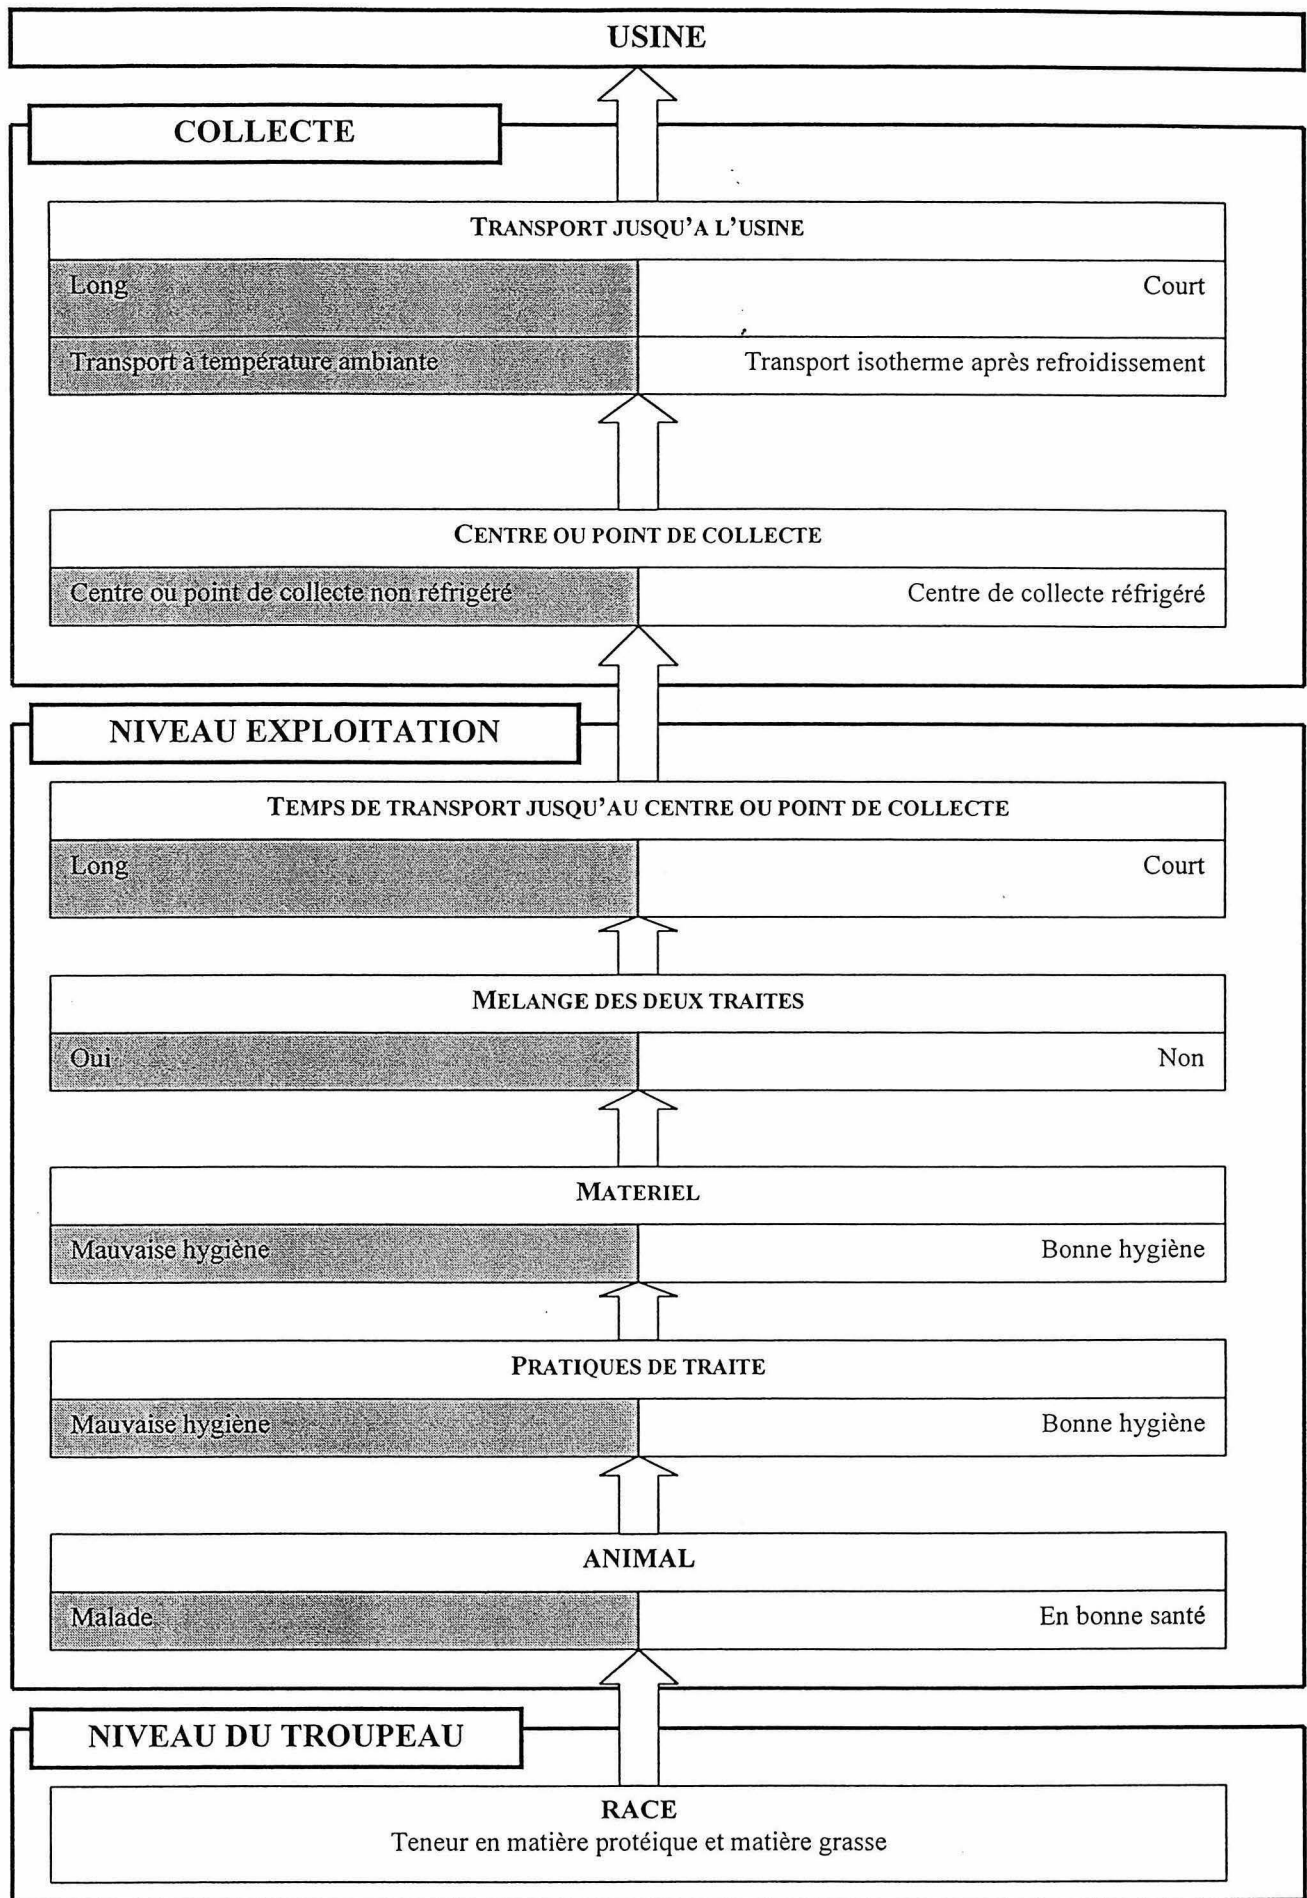 USINE
COLLECTE
TRANSPORT JUSQU'A L'USINE
Long
Court
Transport à température ambiante
Transport isotherme après refroidissement
CENTRE OU POINT DE COLLECTE
Centre ou point de collecte non réfrigéré
Centre de collecte réfrigéré
NIVEAU EXPLOITATION
TEMPS DE TRANSPORT JUSQU'AU CENTRE OU POINT DE COLLECTE
Long
Court
MELANGE DES DEUX TRAITES
Oui
Non
MATERIEL
Mauvaise hygiène
Bonne hygiène
PRATIQUES DE TRAITE
Mauvaise hygiène
Bonne hygiène
ANIMAL
Malade
En bonne santé
NIVEAU DU TROUPEAU
RACE
Teneur en matière protéique et matière grasse